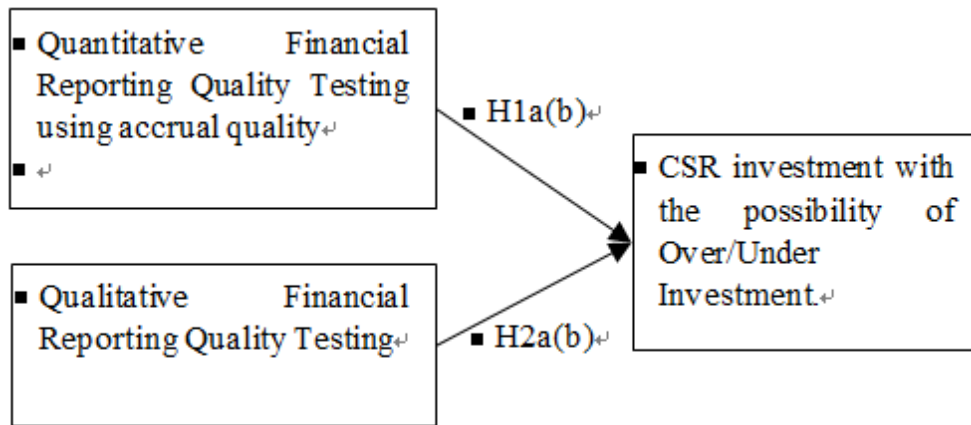 ▪ Quantitative Financial
Reporting Quality Testing
using accrual quality↵
▪ ↵
▪ H1a(b)↵
▪ CSR investment with
the possibility of
Over/Under
Investment.↵
▪ Qualitative Financial
Reporting Quality Testing↵
▪ H2a(b)↵